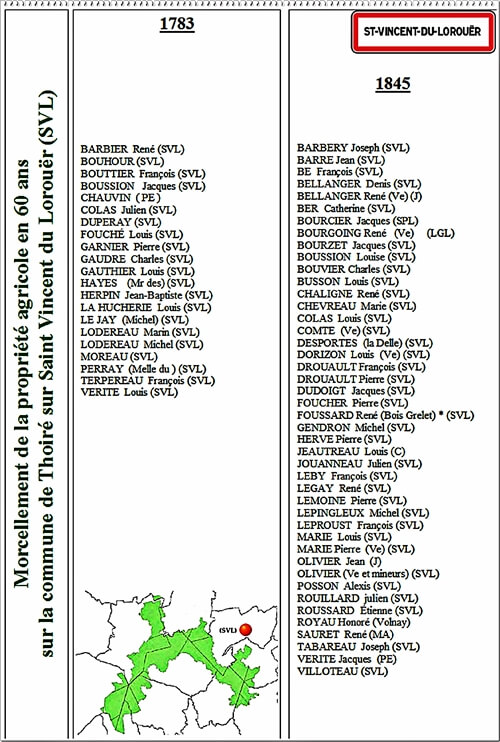 Morcellement de la propriété agricole en 60 ans
sur la commune de Thoiré sur Saint Vincent du Lorouër (SVL)
1783
BARBIER René (SVL)
BOUHOUR (SVL)
BOUTTIER François (SVL)
BOUSSION Jacques (SVL)
CHAUVIN ( PE )
COLAS Julien (SVL)
DUPERAY (SVL)
FOUCHÉ Louis (SVL)
GARNIER Pierre (SVL)
GAUDRE Charles (SVL)
GAUTHIER Louis (SVL)
HAYES (Mr des) (SVL)
HERPIN Jean-Baptiste (SVL)
LA HUCHERIE Louis (SVL)
LE JAY (Michel) (SVL)
LODEREAU Marin (SVL)
LODEREAU Michel (SVL)
MOREAU (SVL)
PERRAY (Melle du ) (SVL)
TERPEREAU François (SVL)
VERITE Louis (SVL)
(SVL)
ST-VINCENT-DU-LOROUËR
1845
BARBERY Joseph (SVL)
BARRE Jean (SVL)
BE François (SVL)
BELLANGER Denis (SVL)
BELLANGER René (Ve) (J)
BER Catherine (SVL)
BOURCIER Jacques (SPL)
BOURGOING René (Ve) (LGL)
BOURZET Jacques (SVL)
BOUSSION Louise (SVL)
BOUVIER Charles (SVL)
BUSSON Louis (SVL)
CHALIGNE René (SVL)
CHEVREAU Marie (SVL)
COLAS Louis (SVL)
COMTE (Ve) (SVL)
DESPORTES (la Delle) (SVL)
DORIZON Louis (Ve) (SVL)
DROUAULT François (SVL)
DROUAULT Pierre (SVL)
DUDOIGT Jacques (SVL)
FOUCHER Pierre (SVL)
FOUSSARD René (Bois Grelet) * (SVL)
GENDRON Michel (SVL)
HERVE Pierre (SVL)
JEAUTREAU Louis (C)
JOUANNEAU Julien (SVL)
LEBY François (SVL)
LEGAY René (SVL)
LEMOINE Pierre (SVL)
LEPINGLEUX Michel (SVL)
LEPROUST François (SVL)
MARIE Louis (SVL)
MARIE Pierre (Ve) (SVL)
OLIVIER Jean (J)
OLIVIER (Ve et mineurs) (SVL)
POSSON Alexis (SVL)
ROUILLARD julien (SVL)
ROUSSARD Étienne (SVL)
ROYAU Honoré (Volnay)
SAURET René (MA)
TABAREAU Joseph (SVL)
VERITE Jacques (PE)
VILLOTEAU (SVL)